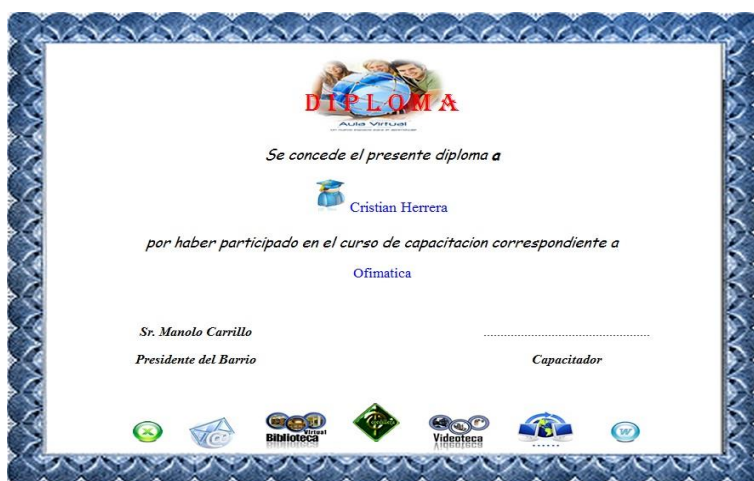 DIPLOMA
Aula Virtual
Se concede el presente diploma a
Cristian Herrera
por haber participado en el curso de capacitacion correspondiente a
Ofimatica
Sr. Manolo Carrillo
Presidente del Barrio
Capacitador
Virtual
Biblioteca
Videoteca
W